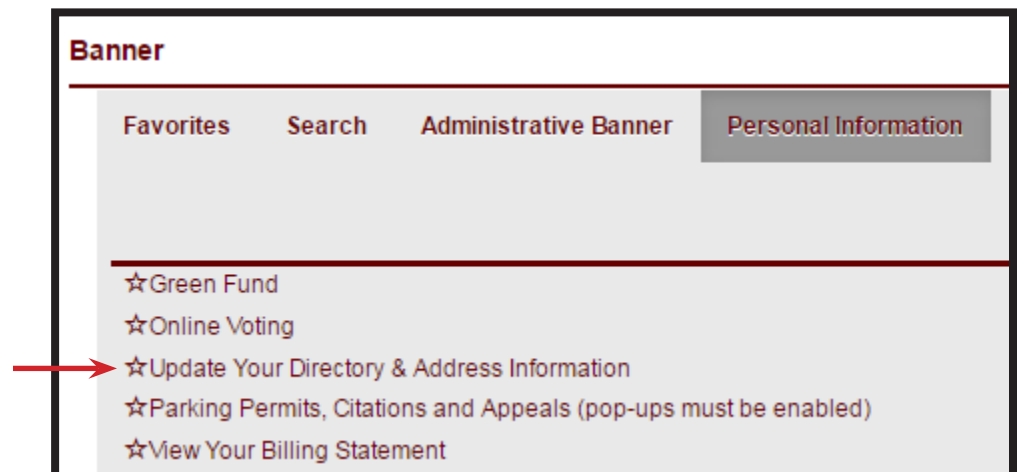 Banner
Favorites Search Administrative Banner Personal Information
☆Green Fund
☆Online Voting
☆Update Your Directory & Address Information
☆Parking Permits, Citations and Appeals (pop-ups must be enabled)
☆View Your Billing Statement